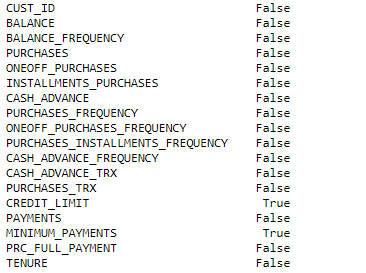 CUST_ID False
BALANCE False
BALANCE_FREQUENCY False
PURCHASES False
ONEOFF_PURCHASES False
INSTALLMENTS_PURCHASES False
CASH_ADVANCE False
PURCHASES_FREQUENCY False
ONEOFF_PURCHASES_FREQUENCY False
PURCHASES_INSTALLMENTS_FREQUENCY False
CASH_ADVANCE_FREQUENCY False
CASH_ADVANCE_TRX False
PURCHASES_TRX False
CREDIT_LIMIT True
PAYMENTS False
MINIMUM_PAYMENTS True
PRC_FULL_PAYMENT False
TENURE False